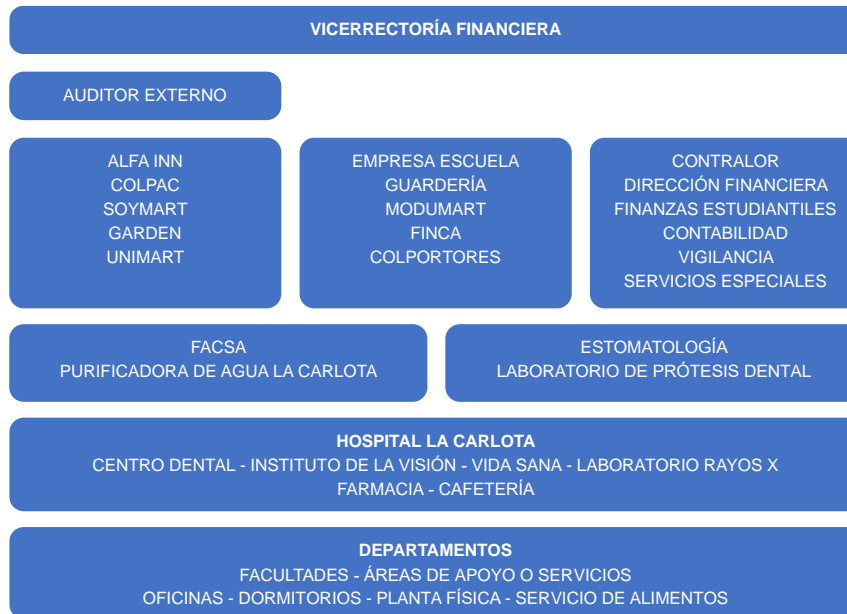 VICERRECTORÍA FINANCIERA
AUDITOR EXTERNO
ALFA INN
COLPAC
SOYMART
GARDEN
UNIMART
EMPRESA ESCUELA
GUARDERÍA
MODUMART
FINCA
COLPORTORES
CONTRALOR
DIRECCIÓN FINANCIERA
FINANZAS ESTUDIANTILES
CONTABILIDAD
VIGILANCIA
SERVICIOS ESPECIALES
FACSA
PURIFICADORA DE AGUA LA CARLOTA
ESTOMATOLOGÍA
LABORATORIO DE PRÓTESIS DENTAL
HOSPITAL LA CARLOTA
CENTRO DENTAL - INSTITUTO DE LA VISIÓN - VIDA SANA - LABORATORIO RAYOS X
FARMACIA - CAFETERÍA
DEPARTAMENTOS
FACULTADES - ÁREAS DE APOYO O SERVICIOS
OFICINAS - DORMITORIOS - PLANTA FÍSICA - SERVICIO DE ALIMENTOS